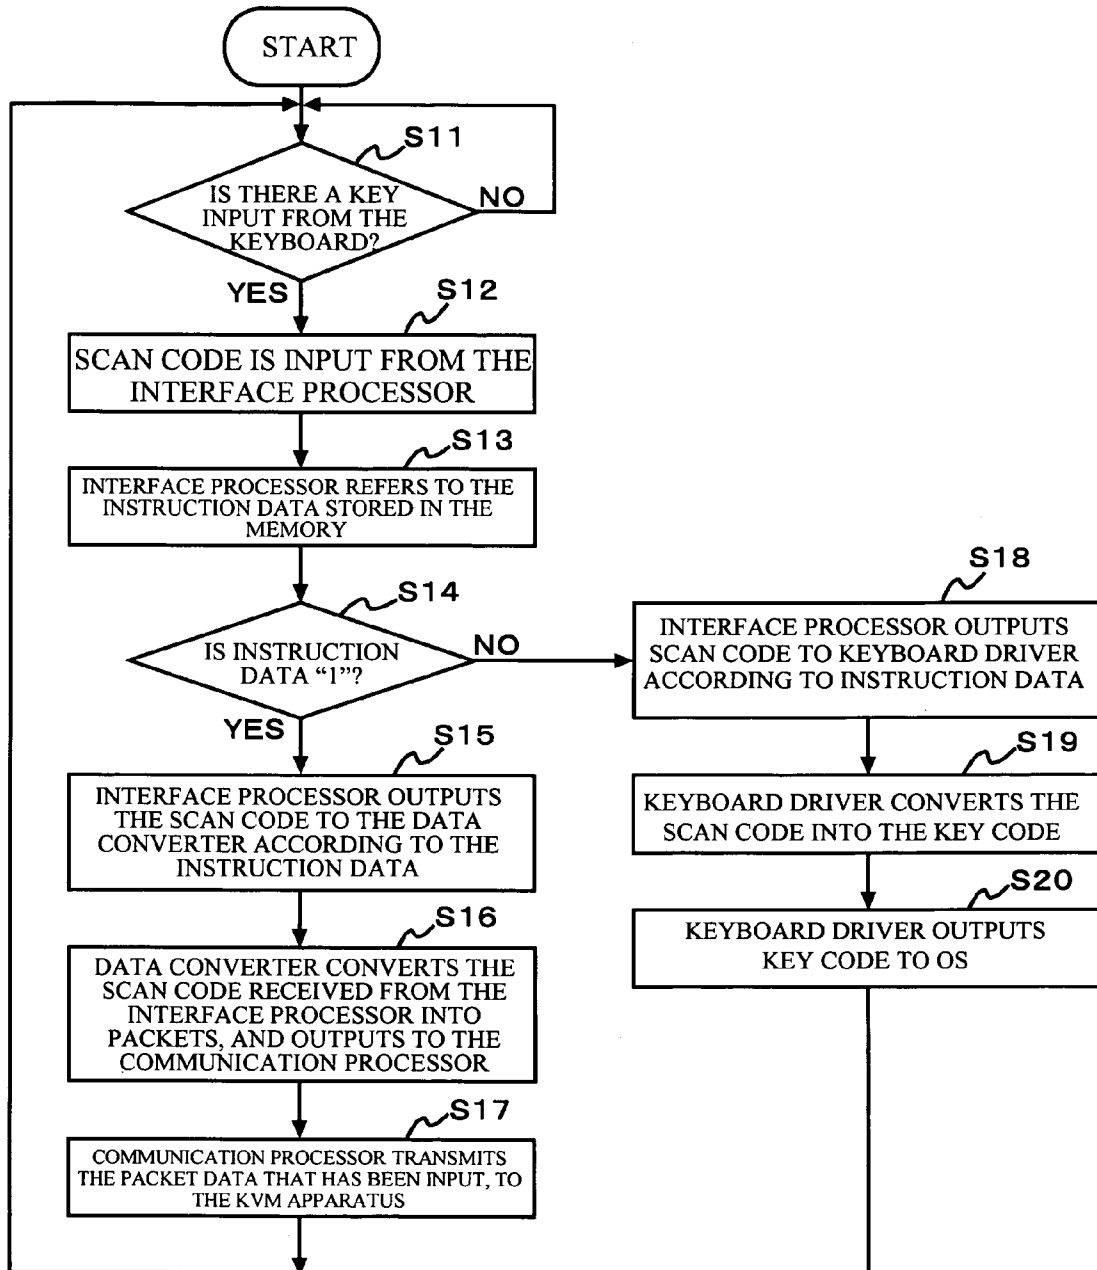 START
S11
IS THERE A KEY
INPUT FROM THE
KEYBOARD?
NO
YES
S12
SCAN CODE IS INPUT FROM THE
INTERFACE PROCESSOR
S13
INTERFACE PROCESSOR REFERS TO THE
INSTRUCTION DATA STORED IN THE
MEMORY
S14
IS INSTRUCTION
DATA “1”?
NO
YES
S15
INTERFACE PROCESSOR OUTPUTS
THE SCAN CODE TO THE DATA
CONVERTER ACCORDING TO THE
INSTRUCTION DATA
S16
DATA CONVERTER CONVERTS THE
SCAN CODE RECEIVED FROM THE
INTERFACE PROCESSOR INTO
PACKETS, AND OUTPUTS TO THE
COMMUNICATION PROCESSOR
S17
COMMUNICATION PROCESSOR TRANSMITS
THE PACKET DATA THAT HAS BEEN INPUT, TO
THE KVM APPARATUS
S18
INTERFACE PROCESSOR OUTPUTS
SCAN CODE TO KEYBOARD DRIVER
ACCORDING TO INSTRUCTION DATA
S19
KEYBOARD DRIVER CONVERTS THE
SCAN CODE INTO THE KEY CODE
S20
KEYBOARD DRIVER OUTPUTS
KEY CODE TO OS